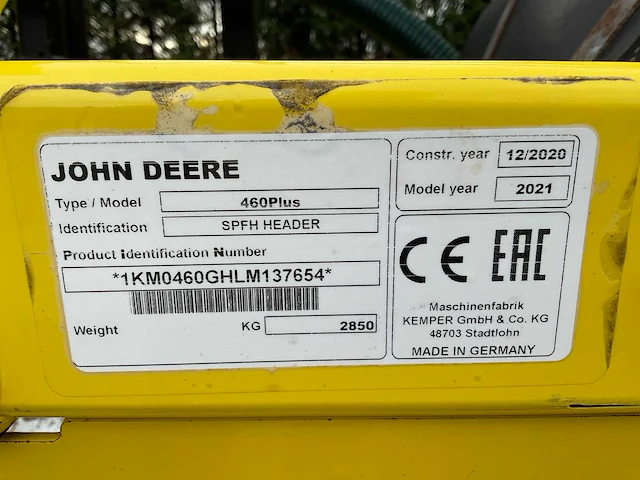 JOHN DEERE
Type / Model 460Plus
Identification SPFH HEADER
Product Identification Number
*1KM0460GHLM137654*
Weight KG 2850
Constr. year 12/2020
Model year 2021
CE EAC
Maschinenfabrik
KEMPER GmbH & Co. KG
48703 Stadtlohn
MADE IN GERMANY